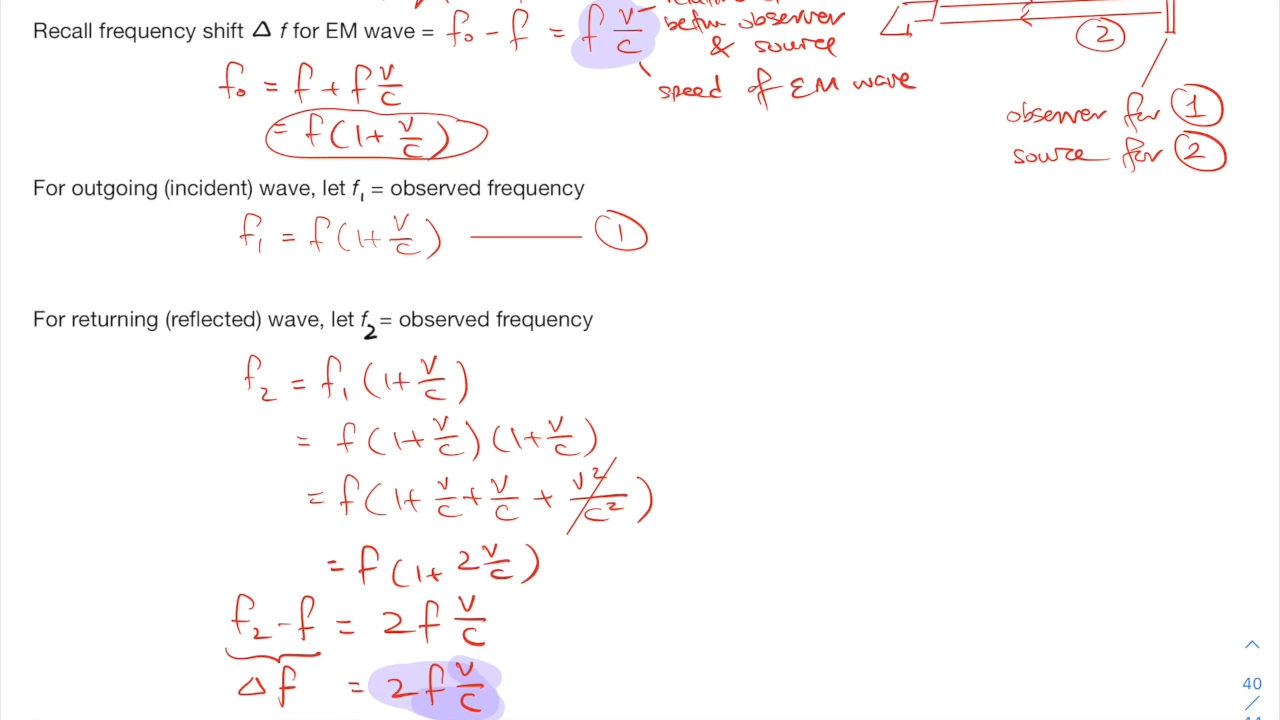 Recall frequency shift Δ f for EM wave = f₀ - f = f v/c
betwn observer
& source
speed of EM wave
f₀ = f + f v/c
= f(1+ v/c)
②
observer for ①
source for ②
For outgoing (incident) wave, let f₁ = observed frequency
f₁ = f(1+ v/c) ——— ①
For returning (reflected) wave, let f₂ = observed frequency
f₂ = f₁ (1+ v/c)
= f(1+ v/c)(1+ v/c)
= f(1+ v/c + v/c + v²/c²)
= f(1+ 2 v/c)
f₂ - f = 2f v/c
Δf = 2f v/c
40
/